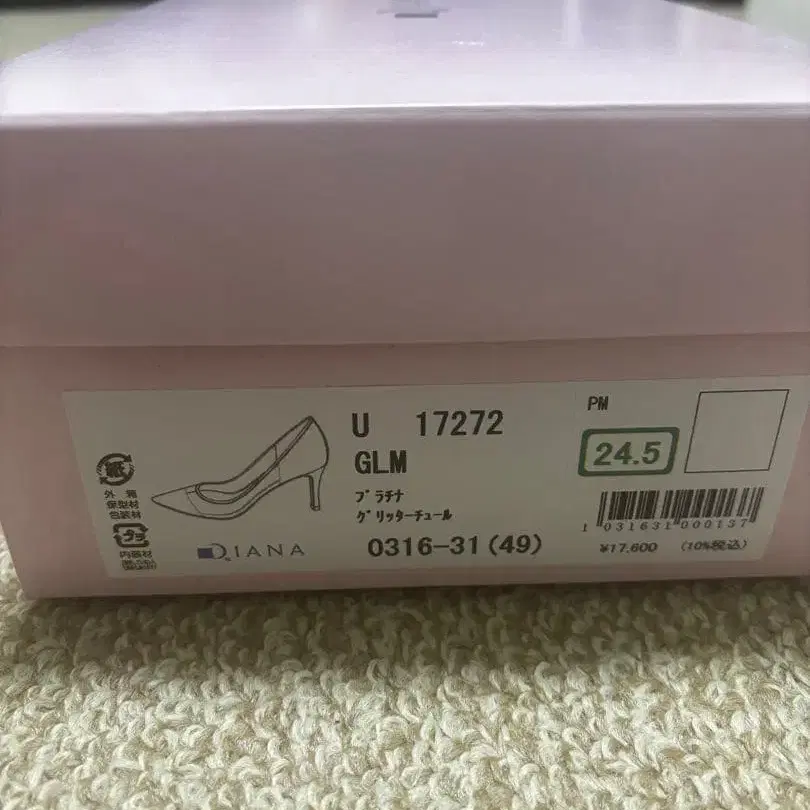 U 17272
GLM
PM
24.5
紙
外箱
保型材
包装材
プラ
内器材
DIANA
プラチナ
グリッターチュール
0316-31(49)
1 031631 000137
¥17,600 (10%税込)